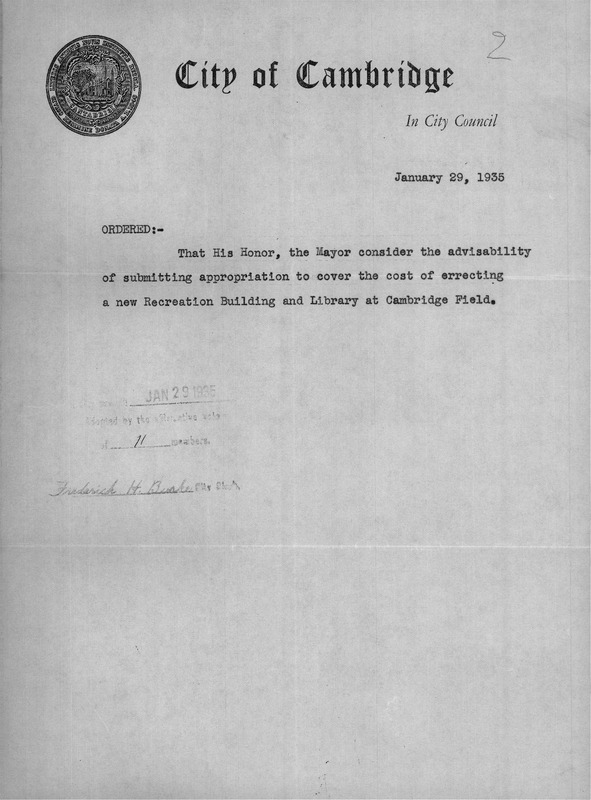 2
City of Cambridge
In City Council
January 29, 1935
ORDERED:-
That His Honor, the Mayor consider the advisability
of submitting appropriation to cover the cost of errecting
a new Recreation Building and Library at Cambridge Field.
JAN 29 1935
Adopted by the affirmative vote
of 11 members.
Frederick H. Burke City Clerk